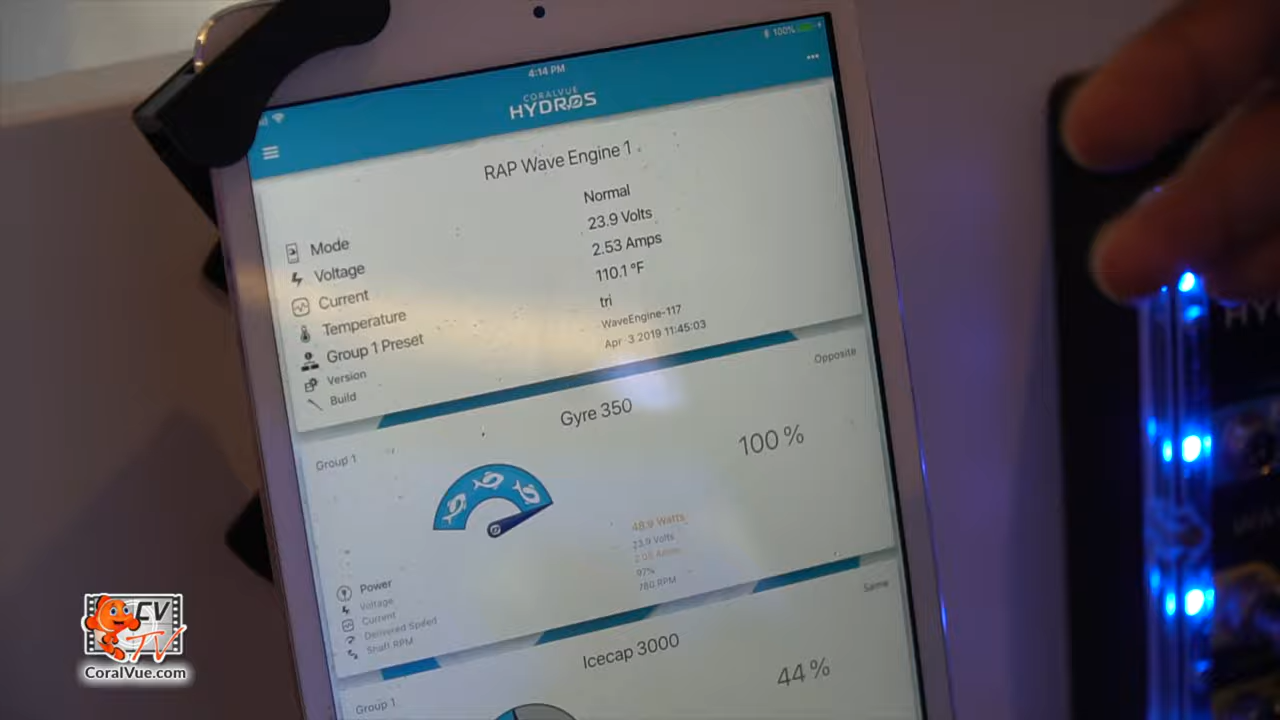 100%
4:14 PM
CORALVUE
HYDROS
RAP Wave Engine 1
Mode Normal
Voltage 23.9 Volts
Current 2.53 Amps
Temperature 110.1 °F
Group 1 Preset tri
Version WaveEngine-117
Build Apr 3 2019 11:45:03
Opposite
Gyre 350
Group 1
100 %
Power 48.9 Watts
Voltage 23.9 Volts
Current
Delivered Speed 97%
Shaft RPM 780 RPM
Same
Icecap 3000
Group 1
44 %
CV
TV
CoralVue.com